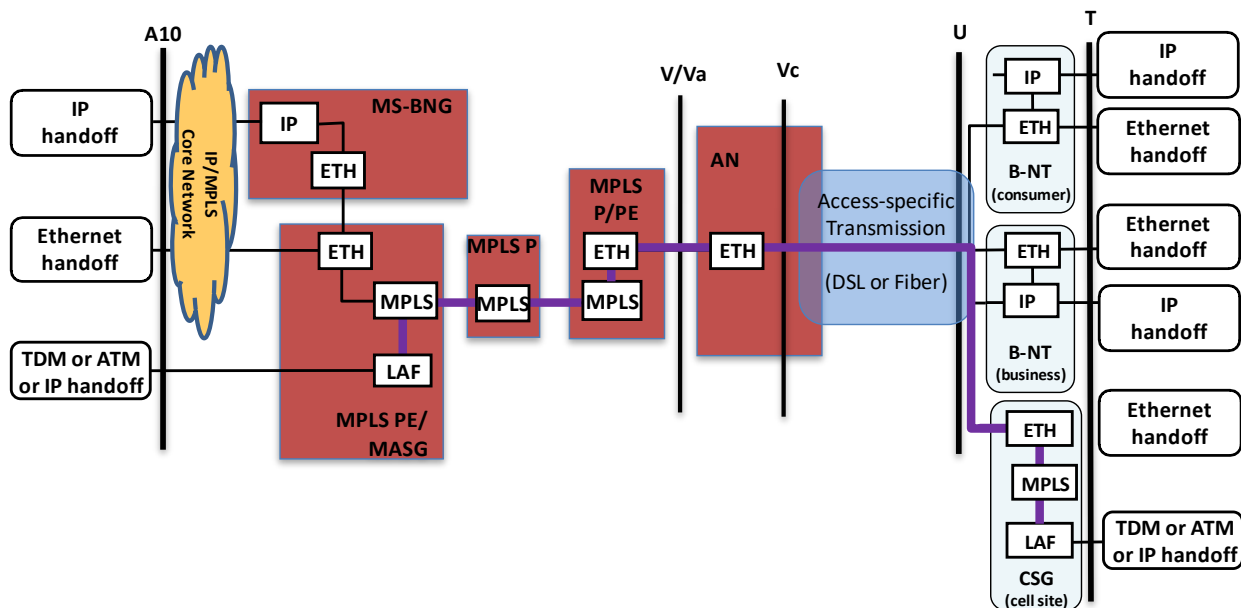 A10
IP
handoff
Ethernet
handoff
TDM or ATM
or IP handoff
IP/MPLS
Core Network
MS-BNG
IP
ETH
ETH
MPLS
LAF
MPLS PE/
MASG
MPLS P
MPLS
MPLS
P/PE
ETH
MPLS
V/Va
Vc
AN
ETH
Access-specific
Transmission
(DSL or Fiber)
U
T
IP
ETH
B-NT
(consumer)
ETH
IP
B-NT
(business)
ETH
MPLS
LAF
CSG
(cell site)
IP
handoff
Ethernet
handoff
Ethernet
handoff
IP
handoff
Ethernet
handoff
TDM or ATM
or IP handoff